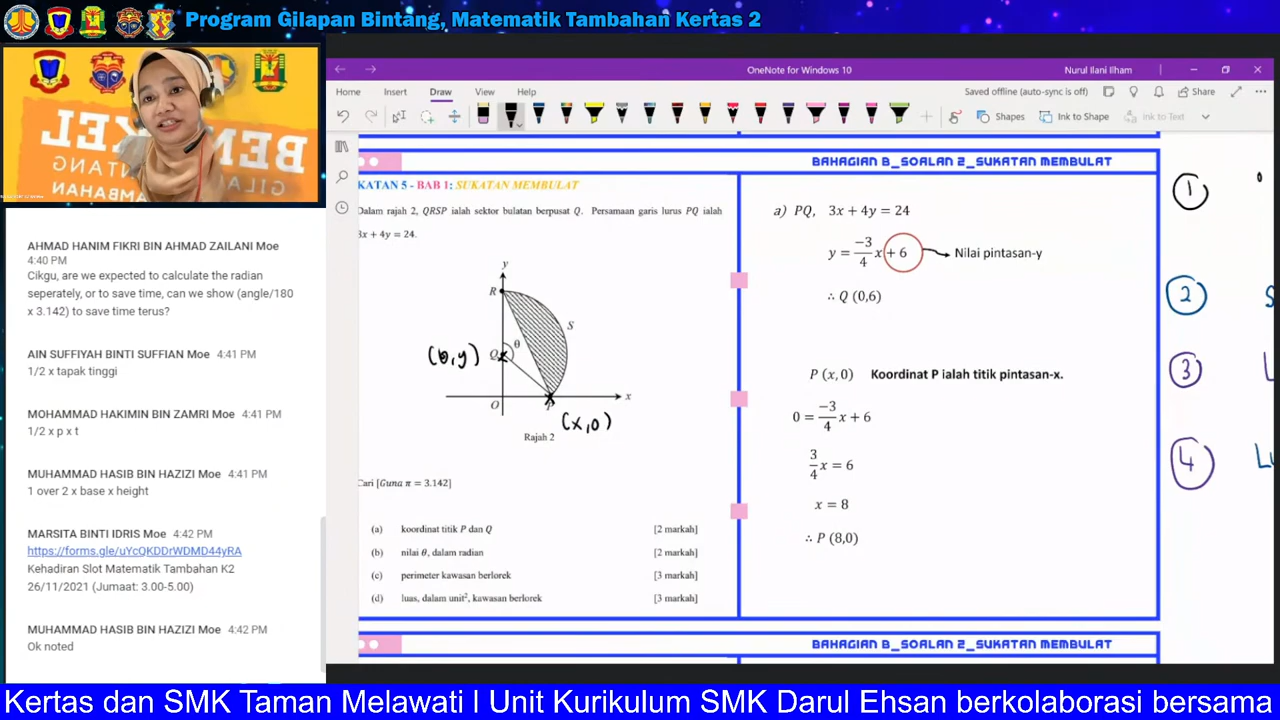 Program Gilapan Bintang, Matematik Tambahan Kertas 2
OneNote for Windows 10
Nurul Ilani Ilham
Home Insert Draw View Help
Saved offline (auto-sync is off)
Share
Shapes
Ink to Shape
Ink to Text
AHMAD HANIM FIKRI BIN AHMAD ZAILANI Moe
4:40 PM
Cikgu, are we expected to calculate the radian
seperately, or to save time, can we show (angle/180
x 3.142) to save time terus?
AIN SUFFIYAH BINTI SUFFIAN Moe 4:41 PM
1/2 x tapak tinggi
MOHAMMAD HAKIMIN BIN ZAMRI Moe 4:41 PM
1/2 x p x t
MUHAMMAD HASIB BIN HAZIZI Moe 4:41 PM
1 over 2 x base x height
MARSITA BINTI IDRIS Moe 4:42 PM
https://forms.gle/uYcQKDDrWDMD44yRA
Kehadiran Slot Matematik Tambahan K2
26/11/2021 (Jumaat: 3.00-5.00)
MUHAMMAD HASIB BIN HAZIZI Moe 4:42 PM
Ok noted
BAHAGIAN B_SOALAN 2_SUKATAN MEMBULAT
KATAN 5 - BAB 1: SUKATAN MEMBULAT
Dalam rajah 2, QRSP ialah sektor bulatan berpusat Q. Persamaan garis lurus PQ ialah
3x + 4y = 24.
y
R
S
θ
(0,y) Q
O P x
(x,0)
Rajah 2
Cari [Guna π = 3.142]
(a) koordinat titik P dan Q [2 markah]
(b) nilai θ, dalam radian [2 markah]
(c) perimeter kawasan berlorek [3 markah]
(d) luas, dalam unit², kawasan berlorek [3 markah]
a) PQ, 3x + 4y = 24
y = -3/4 x + 6 Nilai pintasan-y
∴ Q (0,6)
P (x,0) Koordinat P ialah titik pintasan-x.
0 = -3/4 x + 6
3/4 x = 6
x = 8
∴ P (8,0)
1
2 S
3 L
4 Lu
BAHAGIAN B_SOALAN 2_SUKATAN MEMBULAT
Kertas dan SMK Taman Melawati I Unit Kurikulum SMK Darul Ehsan berkolaborasi bersama